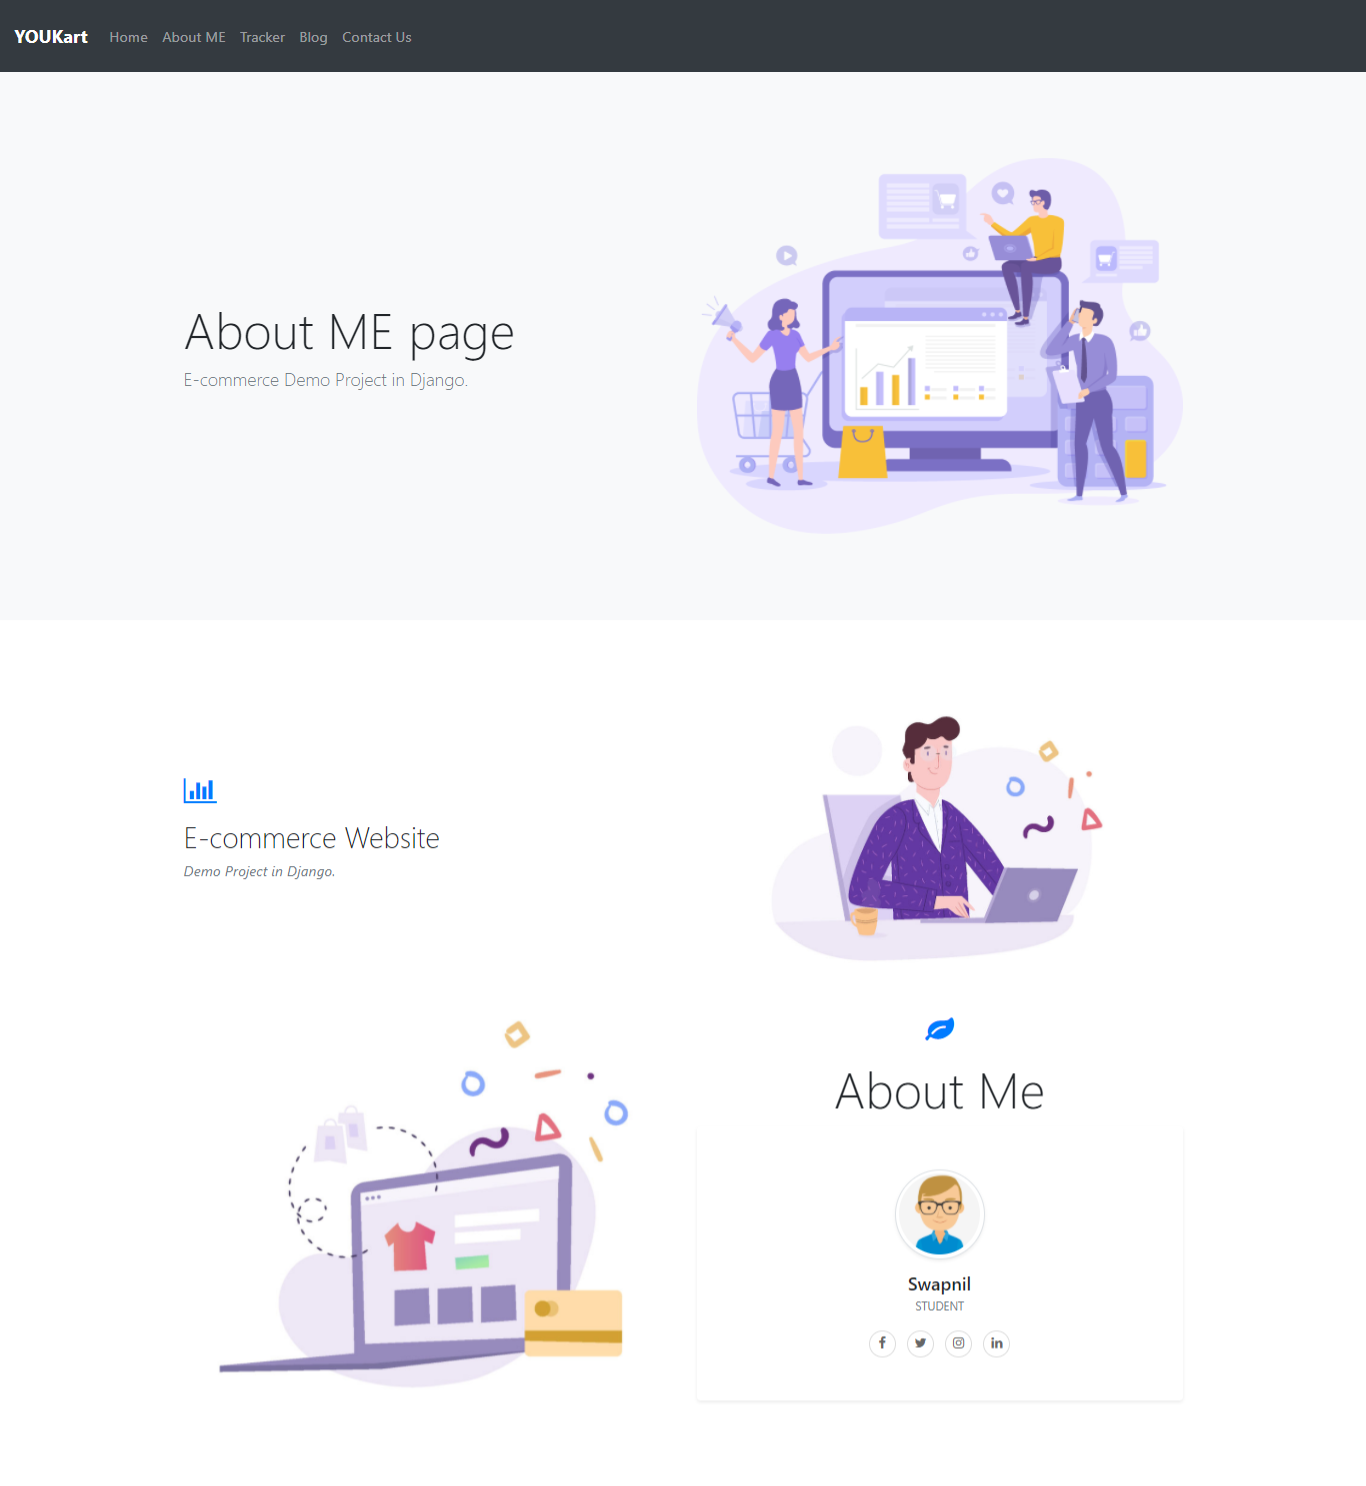 YOUKart Home About ME Tracker Blog Contact Us
About ME page
E-commerce Demo Project in Django.
E-commerce Website
Demo Project in Django.
About Me
Swapnil
STUDENT